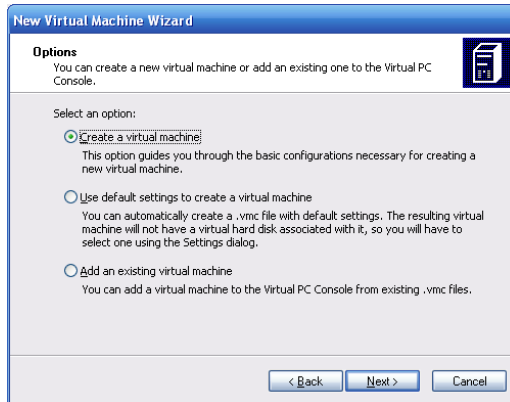 New Virtual Machine Wizard
Options
You can create a new virtual machine or add an existing one to the Virtual PC
Console.
Select an option:
Create a virtual machine
This option guides you through the basic configurations necessary for creating a
new virtual machine.
Use default settings to create a virtual machine
You can automatically create a .vmc file with default settings. The resulting virtual
machine will not have a virtual hard disk associated with it, so you will have to
select one using the Settings dialog.
Add an existing virtual machine
You can add a virtual machine to the Virtual PC Console from existing .vmc files.
< Back Next > Cancel